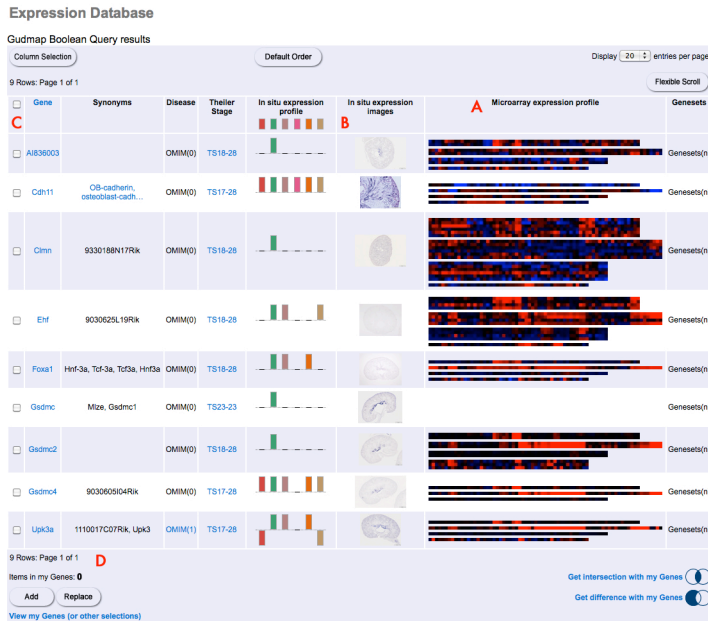 Expression Database
Gudmap Boolean Query results
Column Selection Default Order Display 20 entries per page
9 Rows: Page 1 of 1 Flexible Scroll
Gene Synonyms Disease Theiler Stage In situ expression profile In situ expression images Microarray expression profile Genesets
A
B
C
AI836003 OMIM(0) TS18-28 Genesets(n
Cdh11 OB-cadherin, osteoblast-cadh... OMIM(0) TS17-28 Genesets(n
Clmn 9330188N17Rik OMIM(0) TS18-28 Genesets(n
Ehf 9030625L19Rik OMIM(0) TS18-28 Genesets(n
Foxa1 Hnf-3a, Tcf-3a, Tcf3a, Hnf3a OMIM(0) TS18-28 Genesets(n
Gsdmc Mlze, Gsdmc1 OMIM(0) TS23-23 Genesets(n
Gsdmc2 OMIM(0) TS18-28 Genesets(n
Gsdmc4 9030605I04Rik OMIM(0) TS17-28 Genesets(n
Upk3a 1110017C07Rik, Upk3 OMIM(1) TS17-28 Genesets(n
9 Rows: Page 1 of 1
D
Items in my Genes: 0 Get intersection with my Genes
Add Replace Get difference with my Genes
View my Genes (or other selections)